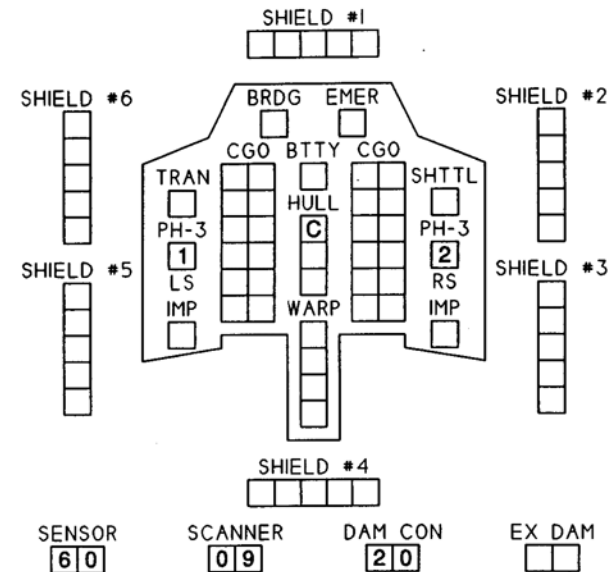 SHIELD #1
SHIELD #6
BRDG EMER
SHIELD #2
CGO BTTY CGO
TRAN
SHTTL
HULL
PH-3
C
PH-3
1
2
SHIELD #5
LS
RS
SHIELD #3
IMP
WARP
IMP
SHIELD #4
SENSOR SCANNER DAM CON EX DAM
6 0 0 9 2 0